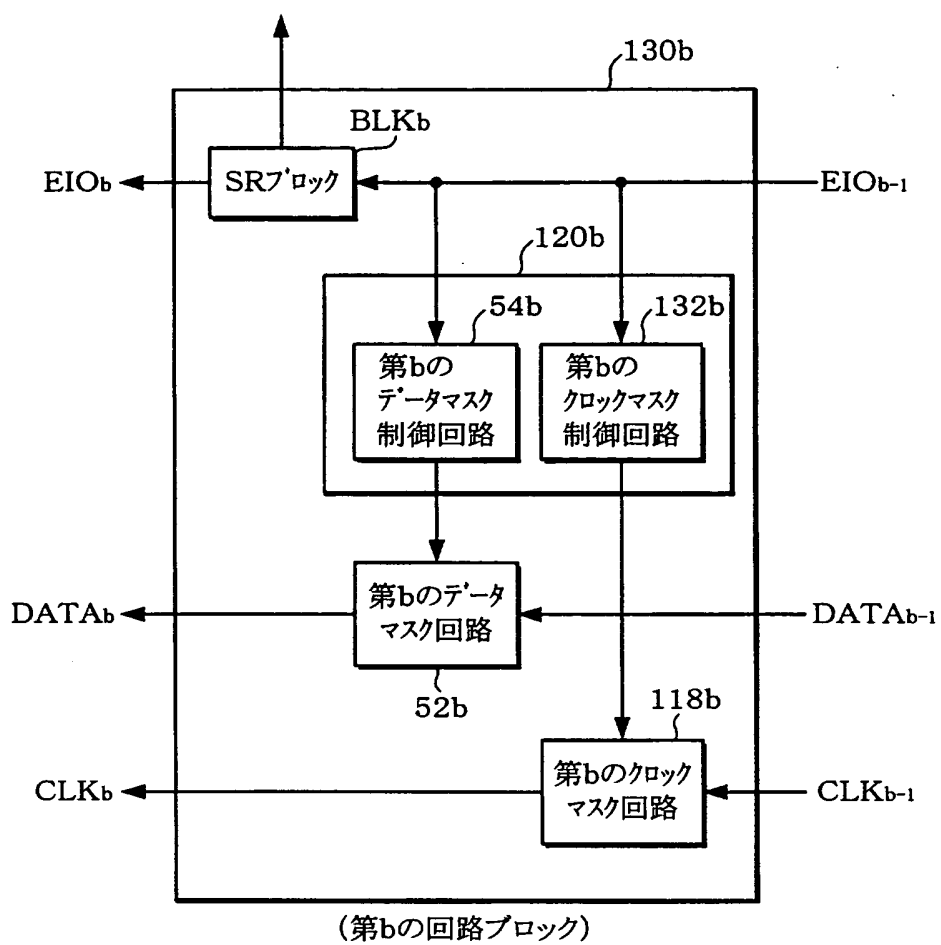 130b
BLKb
EIOb
SRブロック
EIOb-1
120b
54b
132b
第bの
データマスク
制御回路
第bの
クロックマスク
制御回路
DATAb
第bのデータ
マスク回路
DATAb-1
52b
118b
CLKb
第bのクロック
マスク回路
CLKb-1
(第bの回路ブロック)